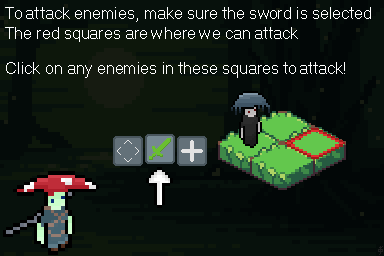 To attack enemies, make sure the sword is selected
The red squares are where we can attack
Click on any enemies in these squares to attack!